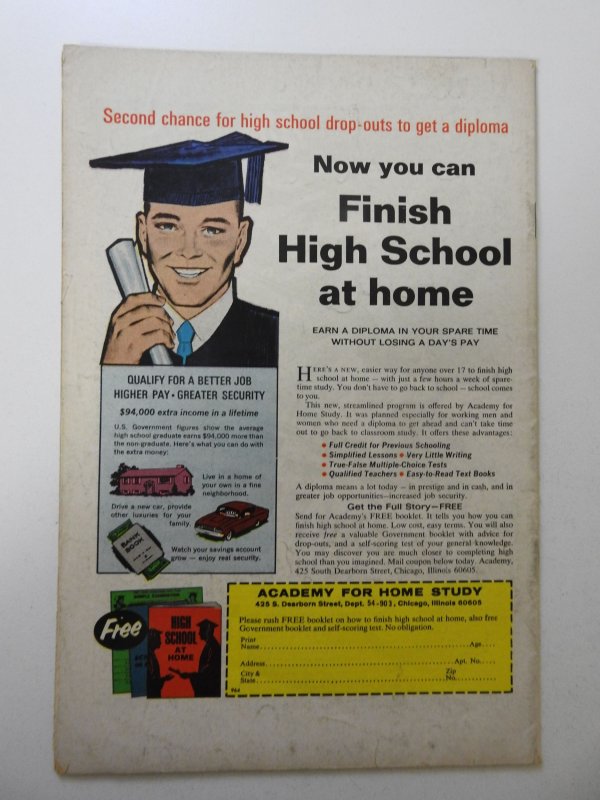 Second chance for high school drop-outs to get a diploma
Now you can
Finish
High School
at home
EARN A DIPLOMA IN YOUR SPARE TIME
WITHOUT LOSING A DAY'S PAY
QUALIFY FOR A BETTER JOB
HIGHER PAY · GREATER SECURITY
$94,000 extra income in a lifetime
U.S. Government figures show the average
high school graduate earns $94,000 more than
the non-graduate. Here's what you can do with
the extra money:
Live in a home of
your own in a fine
neighborhood.
Drive a new car, provide
other luxuries for your
family.
BANK
BOOK
Watch your savings account
grow — enjoy real security.
HERE'S A NEW, easier way for anyone over 17 to finish high
school at home — with just a few hours a week of spare-
time study. You don't have to go back to school — school comes
to you.
This new, streamlined program is offered by Academy for
Home Study. It was planned especially for working men and
women who need a diploma to get ahead and can't take time
out to go back to classroom study. It offers these advantages:
• Full Credit for Previous Schooling
• Simplified Lessons • Very Little Writing
• True-False Multiple-Choice Tests
• Qualified Teachers • Easy-to-Read Text Books
A diploma means a lot today — in prestige and in cash, and in
greater job opportunities—increased job security.
Get the Full Story—FREE
Send for Academy's FREE booklet. It tells you how you can
finish high school at home. Low cost, easy terms. You will also
receive free a valuable Government booklet with advice for
drop-outs, and a self-scoring test of your general knowledge.
You may discover you are much closer to completing high
school than you imagined. Mail coupon below today. Academy,
425 South Dearborn Street, Chicago, Illinois 60605.
Free
HIGH
SCHOOL
AT
HOME
ACADEMY FOR HOME STUDY
425 S. Dearborn Street, Dept. 54-903, Chicago, Illinois 60605
Please rush FREE booklet on how to finish high school at home, also free
Government booklet and self-scoring test. No obligation.
Print
Name Age
Address Apt. No.
City & Zip
State No.